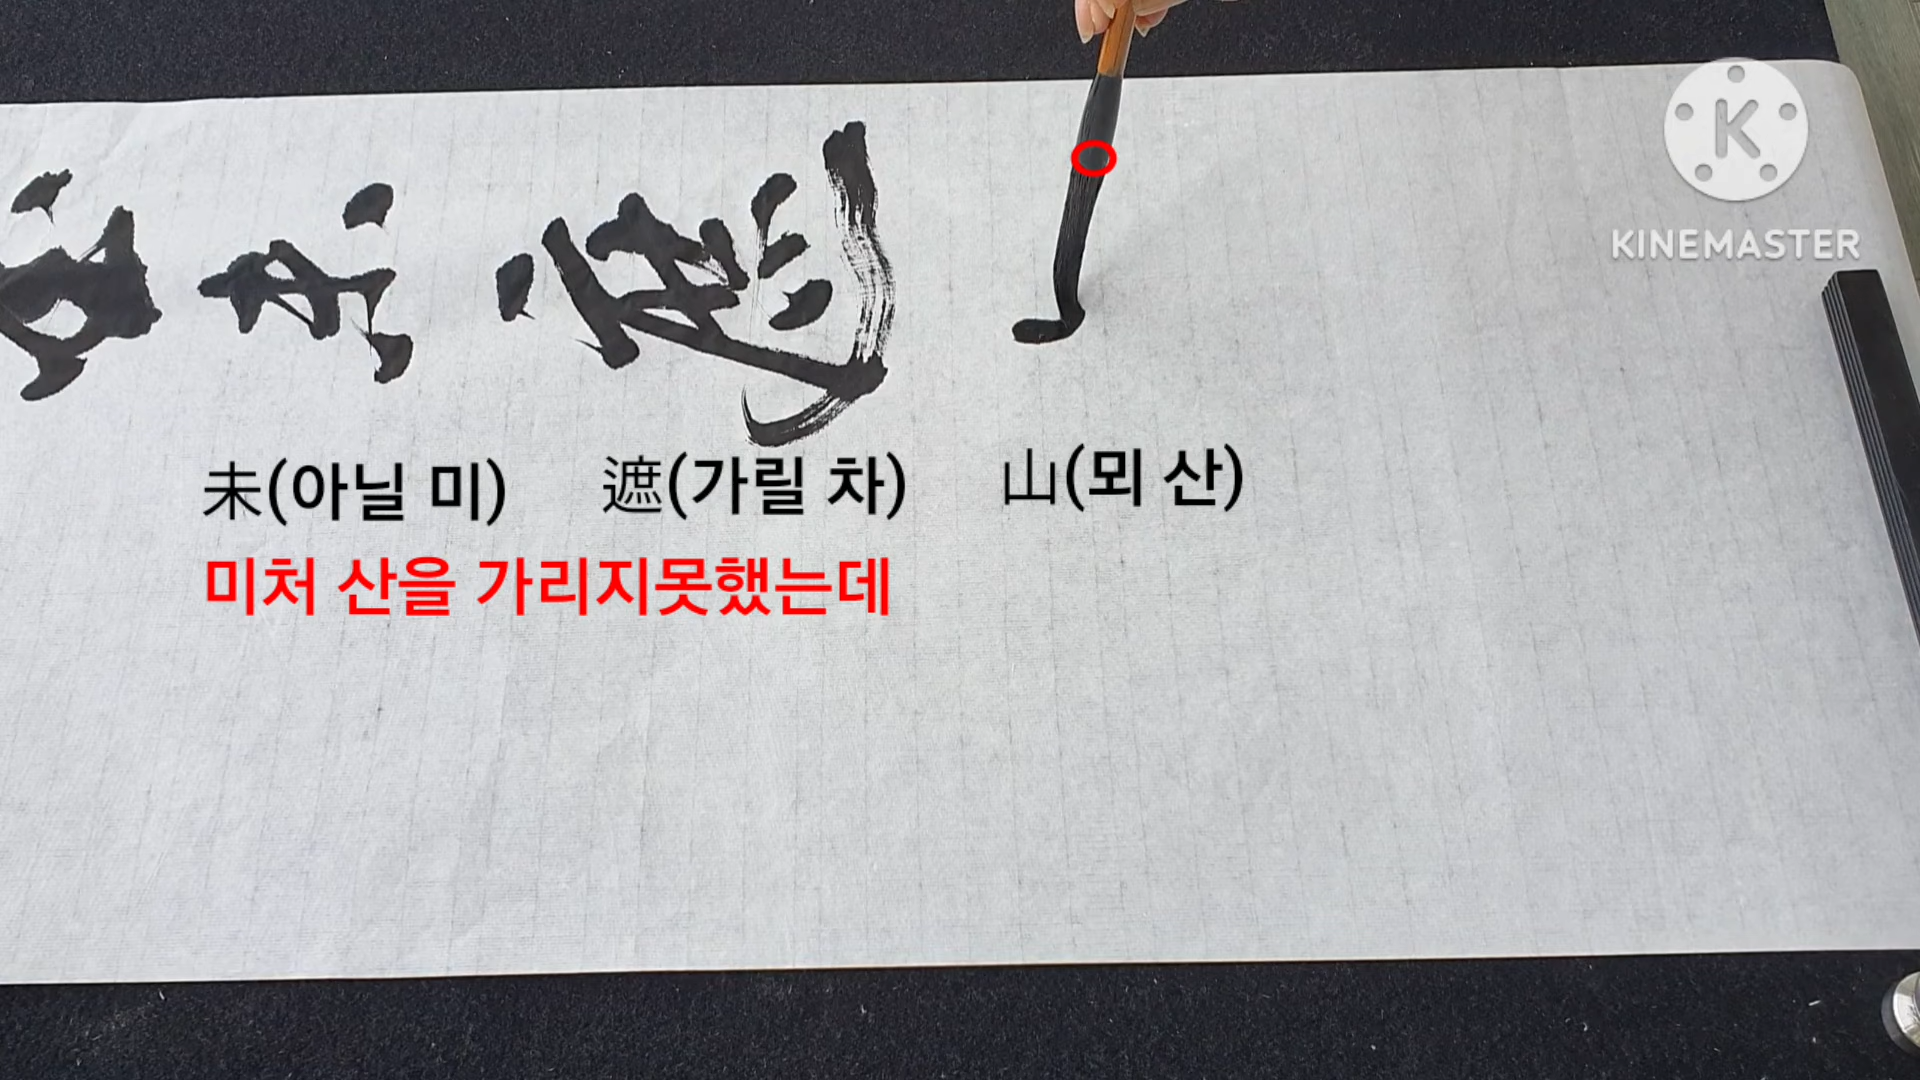 KINEMASTER
未(아닐 미) 遮(가릴 차) 山(뫼 산)
미처 산을 가리지못했는데